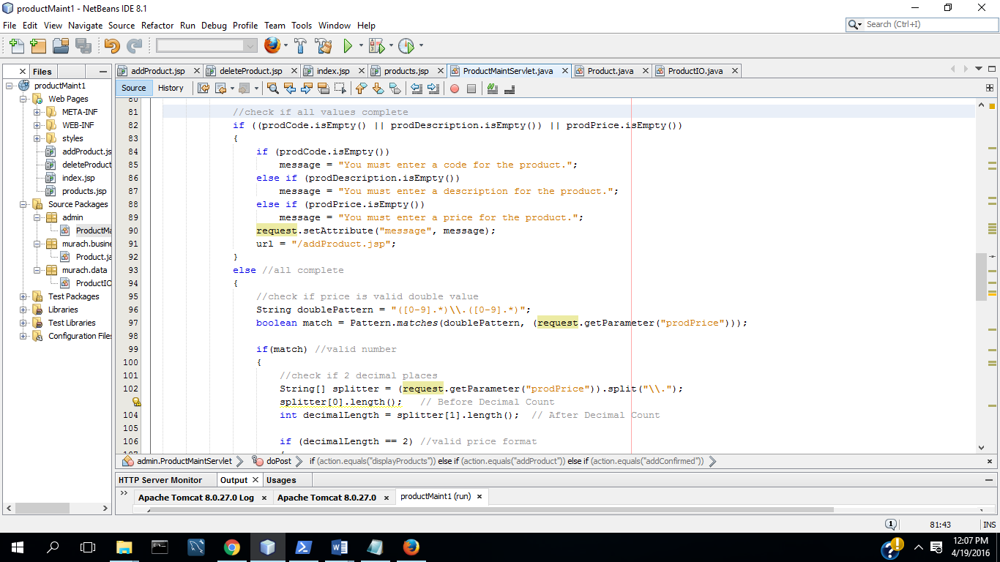 productMaint1 - NetBeans IDE 8.1
File Edit View Navigate Source Refactor Run Debug Profile Team Tools Window Help
Search (Ctrl+I)
Files
addProduct.jsp deleteProduct.jsp index.jsp products.jsp ProductMaintServlet.java Product.java ProductIO.java
Source History
productMaint1
Web Pages
META-INF
WEB-INF
styles
addProduct.js
deleteProduct
index.jsp
products.jsp
Source Packages
admin
ProductMa
murach.busine
Product.ja
murach.data
ProductIO
Test Packages
Libraries
Test Libraries
Configuration Files
80
81 //check if all values complete
82 if ((prodCode.isEmpty() || prodDescription.isEmpty()) || prodPrice.isEmpty())
83 {
84 if (prodCode.isEmpty())
85 message = "You must enter a code for the product.";
86 else if (prodDescription.isEmpty())
87 message = "You must enter a description for the product.";
88 else if (prodPrice.isEmpty())
89 message = "You must enter a price for the product.";
90 request.setAttribute("message", message);
91 url = "/addProduct.jsp";
92 }
93 else //all complete
94 {
95 //check if price is valid double value
96 String doublePattern = "([0-9].*)\\.([0-9].*)";
97 boolean match = Pattern.matches(doublePattern, (request.getParameter("prodPrice")));
98
99 if(match) //valid number
100 {
101 //check if 2 decimal places
102 String[] splitter = (request.getParameter("prodPrice")).split("\\.");
splitter[0].length(); // Before Decimal Count
104 int decimalLength = splitter[1].length(); // After Decimal Count
105
106 if (decimalLength == 2) //valid price format
107 {
admin.ProductMaintServlet doPost if (action.equals("displayProducts")) else if (action.equals("addProduct")) else if (action.equals("addConfirmed"))
HTTP Server Monitor Output Usages
Apache Tomcat 8.0.27.0 Log Apache Tomcat 8.0.27.0 productMaint1 (run)
1 81:43 INS
12:07 PM
4/19/2016